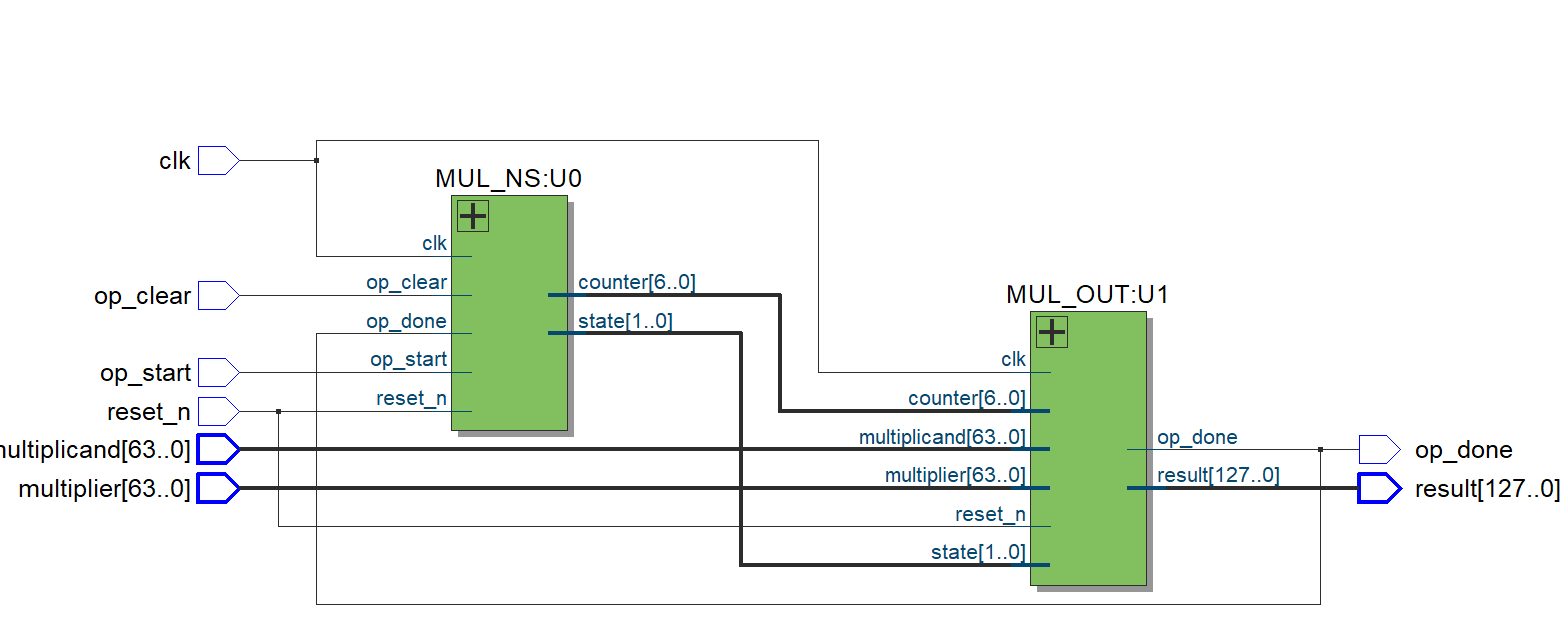 clk
MUL_NS:U0
clk
op_clear
op_clear
counter[6..0]
op_done
state[1..0]
op_start
op_start
reset_n
reset_n
ultiplicand[63..0]
multiplier[63..0]
MUL_OUT:U1
clk
counter[6..0]
multiplicand[63..0]
op_done
op_done
multiplier[63..0]
result[127..0]
result[127..0]
reset_n
state[1..0]